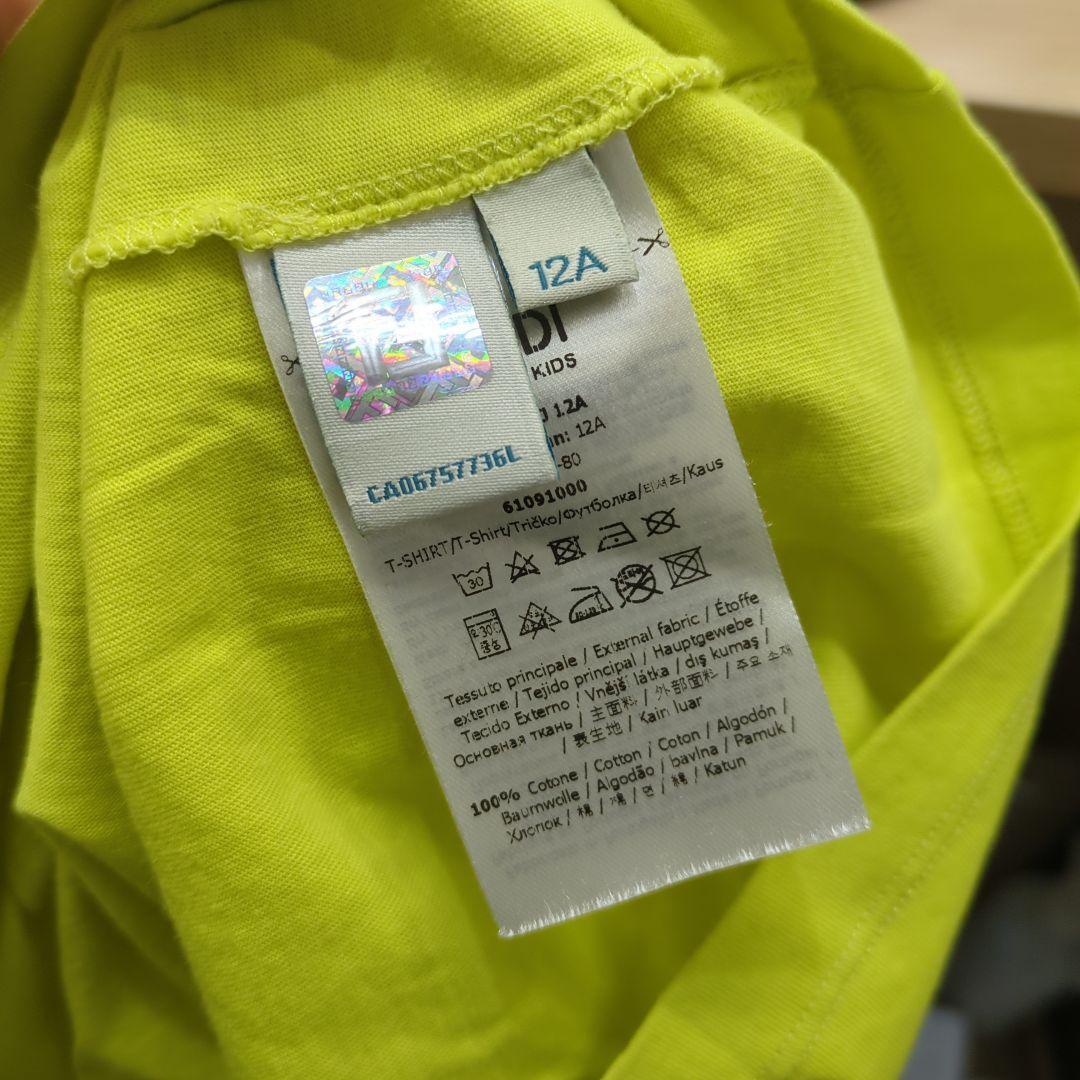 12A
DI
KIDS
12A
12A
-80
CA06757736L
61091000
T-SHIRT/T-Shirt/Tričko/Футболка/티셔츠/Kaus
30
30℃
중성
Tessuto principale / External fabric / Étoffe
externe / Tejido principal / Hauptgewebe /
Tecido Externo / Vnější látka / dış kumaş /
Основная ткань / 主面料 / 外部面料 / 주요 소재
/ 表生地 / Kain luar
100% Cotone / Cotton / Coton / Algodón /
Baumwolle / Algodão / bavlna / Pamuk /
Хлопок / 棉 / 棉 / 면 / 綿 / Katun